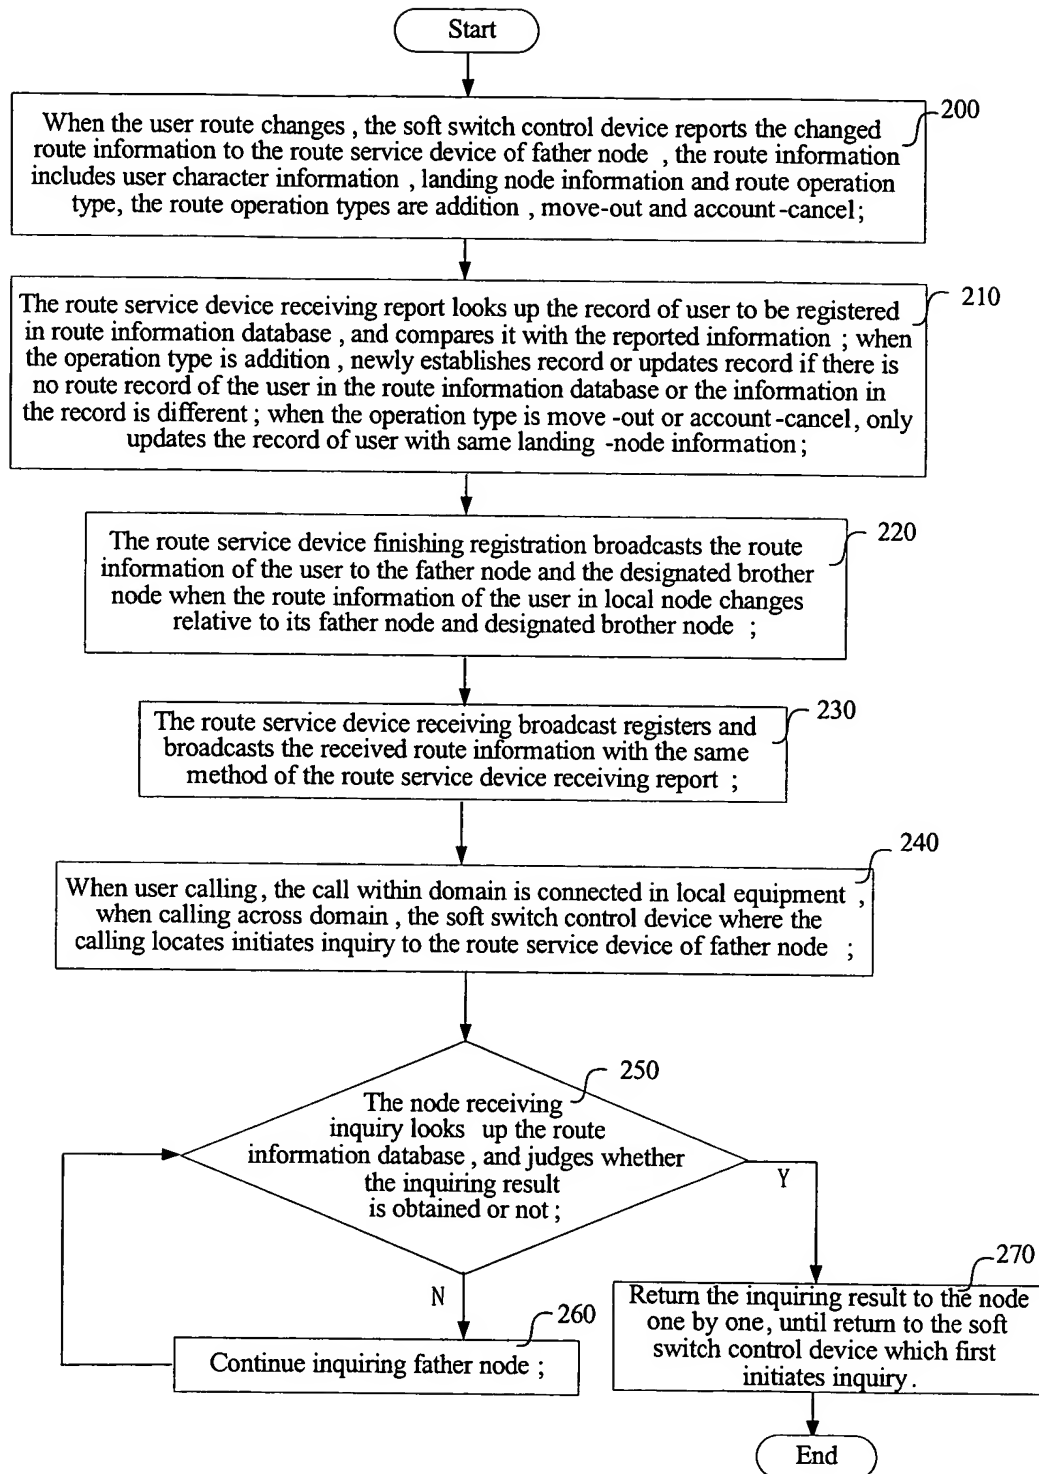 Start
200
When the user route changes , the soft switch control device reports the changed
route information to the route service device of father node , the route information
includes user character information , landing node information and route operation
type, the route operation types are addition , move-out and account-cancel;
210
The route service device receiving report looks up the record of user to be registered
in route information database , and compares it with the reported information ; when
the operation type is addition , newly establishes record or updates record if there is
no route record of the user in the route information database or the information in
the record is different ; when the operation type is move -out or account-cancel, only
updates the record of user with same landing -node information;
220
The route service device finishing registration broadcasts the route
information of the user to the father node and the designated brother
node when the route information of the user in local node changes
relative to its father node and designated brother node ;
230
The route service device receiving broadcast registers and
broadcasts the received route information with the same
method of the route service device receiving report ;
240
When user calling, the call within domain is connected in local equipment ,
when calling across domain , the soft switch control device where the
calling locates initiates inquiry to the route service device of father node ;
250
The node receiving
inquiry looks up the route
information database , and judges whether
the inquiring result
is obtained or not ;
Y
N
260
Continue inquiring father node ;
270
Return the inquiring result to the node
one by one, until return to the soft
switch control device which first
initiates inquiry .
End